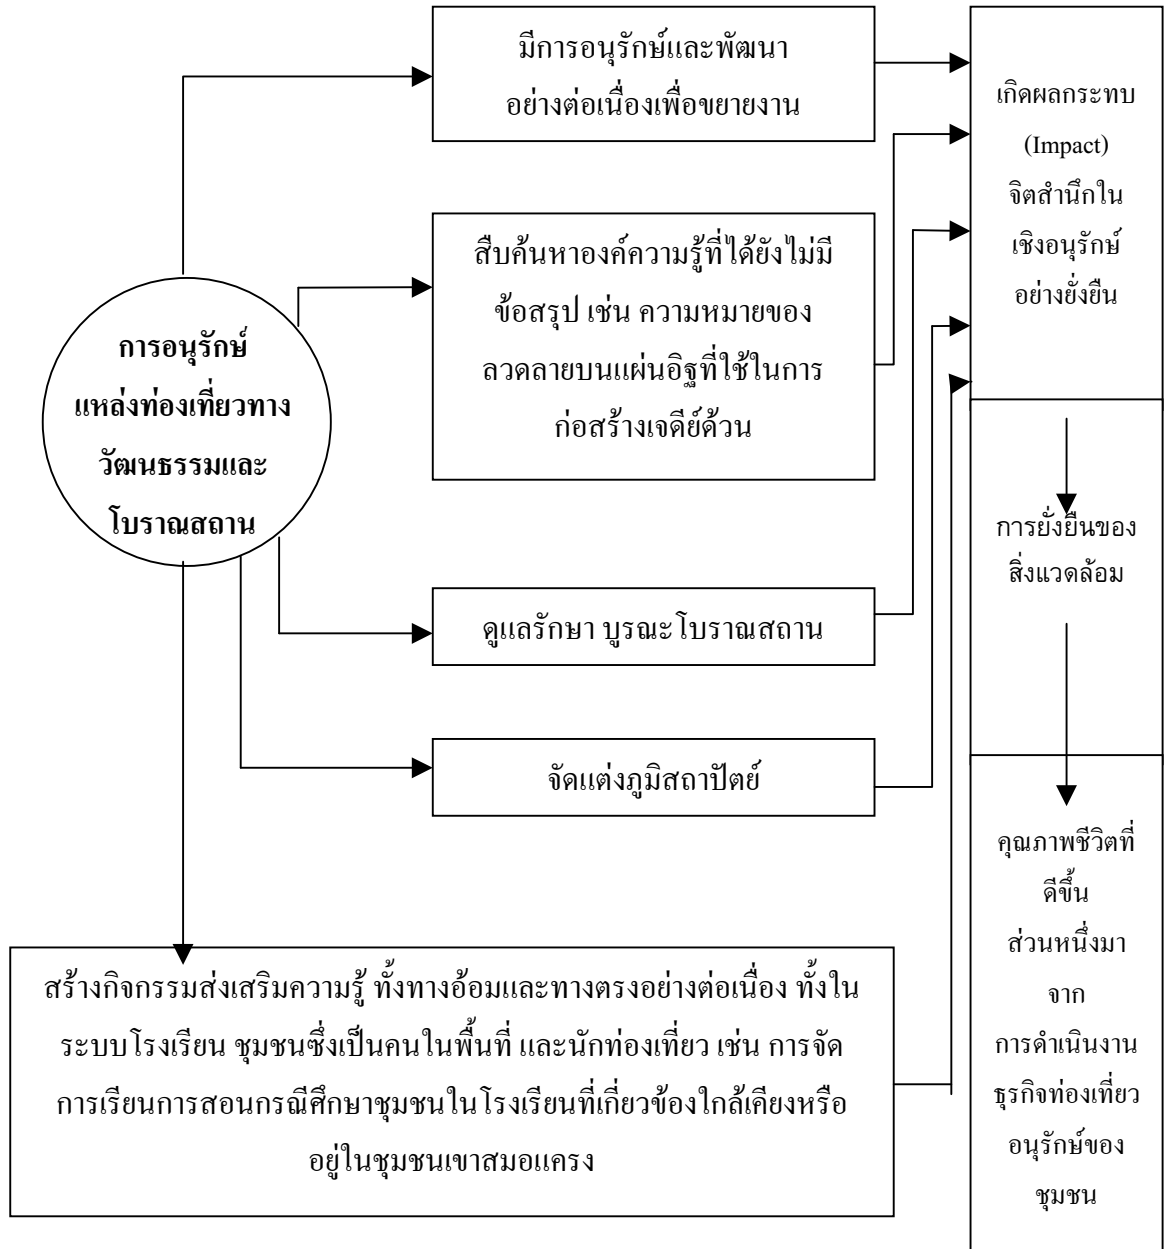 มีการอนุรักษ์และพัฒนา
อย่างต่อเนื่องเพื่อขยายงาน
เกิดผลกระทบ
(Impact)
จิตสำนึกใน
เชิงอนุรักษ์
อย่างยั่งยืน
สืบค้นหาองค์ความรู้ที่ได้ยังไม่มี
ข้อสรุป เช่น ความหมายของ
ลวดลายบนแผ่นอิฐที่ใช้ในการ
ก่อสร้างเจดีย์ด้วน
การอนุรักษ์
แหล่งท่องเที่ยวทาง
วัฒนธรรมและ
โบราณสถาน
การยั่งยืนของ
สิ่งแวดล้อม
ดูแลรักษา บูรณะโบราณสถาน
จัดแต่งภูมิสถาปัตย์
คุณภาพชีวิตที่
ดีขึ้น
ส่วนหนึ่งมา
จาก
การดำเนินงาน
ธุรกิจท่องเที่ยว
อนุรักษ์ของ
ชุมชน
สร้างกิจกรรมส่งเสริมความรู้ ทั้งทางอ้อมและทางตรงอย่างต่อเนื่อง ทั้งใน
ระบบโรงเรียน ชุมชนซึ่งเป็นคนในพื้นที่ และนักท่องเที่ยว เช่น การจัด
การเรียนการสอนกรณีศึกษาชุมชนในโรงเรียนที่เกี่ยวข้องใกล้เคียงหรือ
อยู่ในชุมชนเขาสมอแครง